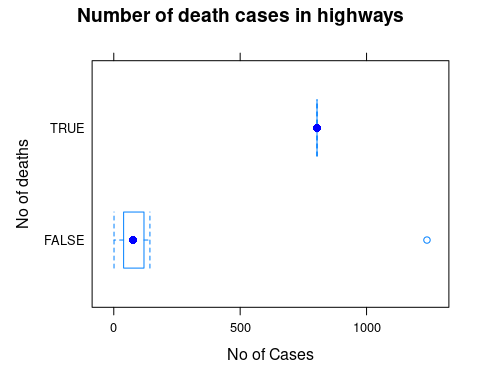 Number of death cases in highways
No of deaths
TRUE
FALSE
0 500 1000
No of Cases